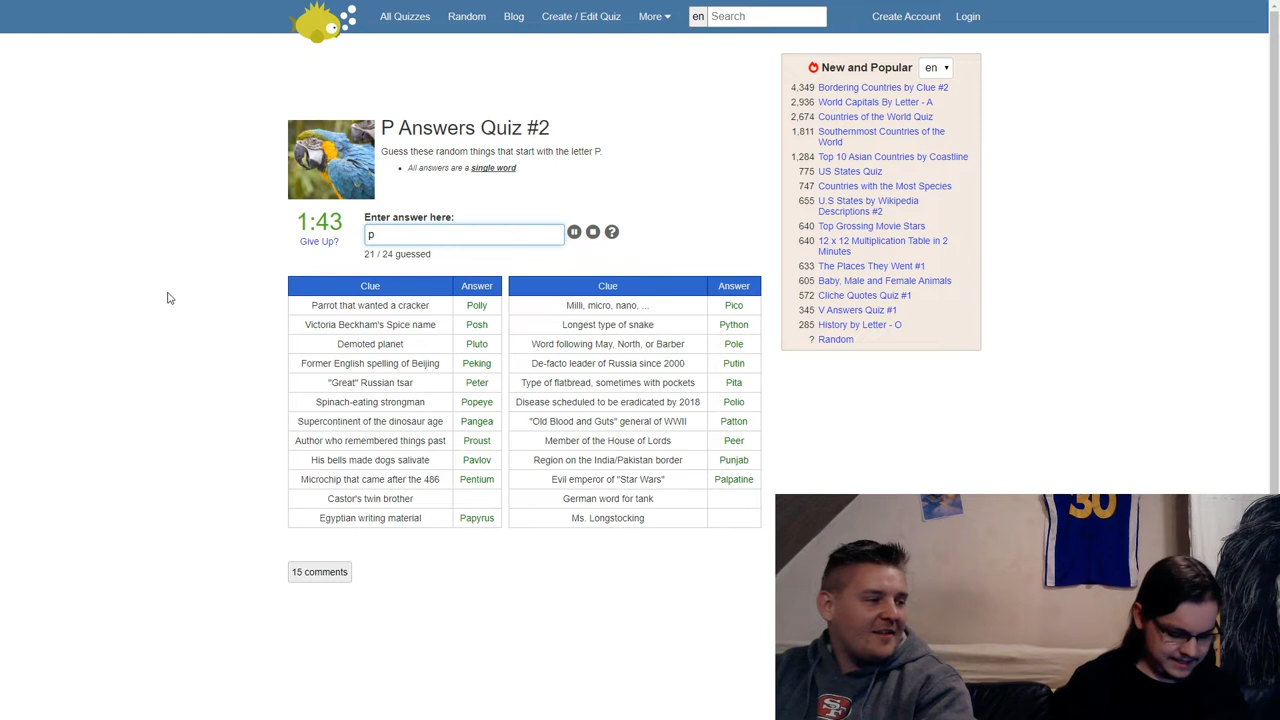 All Quizzes Random Blog Create / Edit Quiz More en Search Create Account Login
New and Popular en
4,349 Bordering Countries by Clue #2
2,936 World Capitals By Letter - A
2,674 Countries of the World Quiz
1,811 Southernmost Countries of the
World
1,284 Top 10 Asian Countries by Coastline
775 US States Quiz
747 Countries with the Most Species
655 U.S States by Wikipedia
Descriptions #2
640 Top Grossing Movie Stars
640 12 x 12 Multiplication Table in 2
Minutes
633 The Places They Went #1
605 Baby, Male and Female Animals
572 Cliche Quotes Quiz #1
345 V Answers Quiz #1
285 History by Letter - O
? Random
P Answers Quiz #2
Guess these random things that start with the letter P.
All answers are a single word
1:43
Give Up?
Enter answer here:
p
?
21 / 24 guessed
Clue Answer Clue Answer
Parrot that wanted a cracker Polly Milli, micro, nano, ... Pico
Victoria Beckham's Spice name Posh Longest type of snake Python
Demoted planet Pluto Word following May, North, or Barber Pole
Former English spelling of Beijing Peking De-facto leader of Russia since 2000 Putin
"Great" Russian tsar Peter Type of flatbread, sometimes with pockets Pita
Spinach-eating strongman Popeye Disease scheduled to be eradicated by 2018 Polio
Supercontinent of the dinosaur age Pangea "Old Blood and Guts" general of WWII Patton
Author who remembered things past Proust Member of the House of Lords Peer
His bells made dogs salivate Pavlov Region on the India/Pakistan border Punjab
Microchip that came after the 486 Pentium Evil emperor of "Star Wars" Palpatine
Castor's twin brother German word for tank
Egyptian writing material Papyrus Ms. Longstocking
15 comments
30
SF